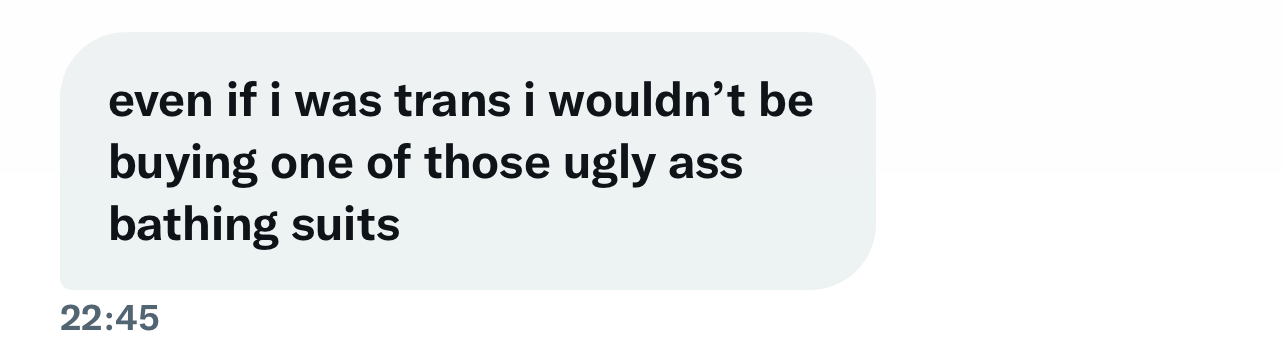 even if i was trans i wouldn’t be
buying one of those ugly ass
bathing suits
22:45